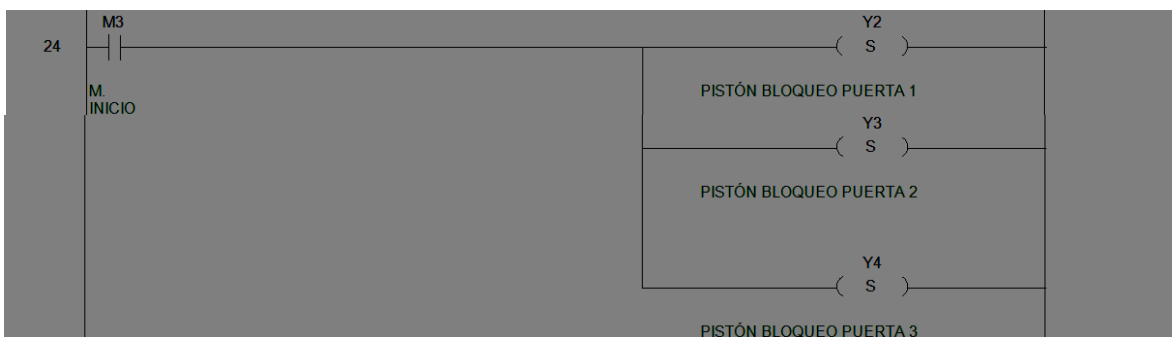 M3 Y2
24 ( S )
M. PISTÓN BLOQUEO PUERTA 1
INICIO
Y3
( S )
PISTÓN BLOQUEO PUERTA 2
Y4
( S )
PISTÓN BLOQUEO PUERTA 3